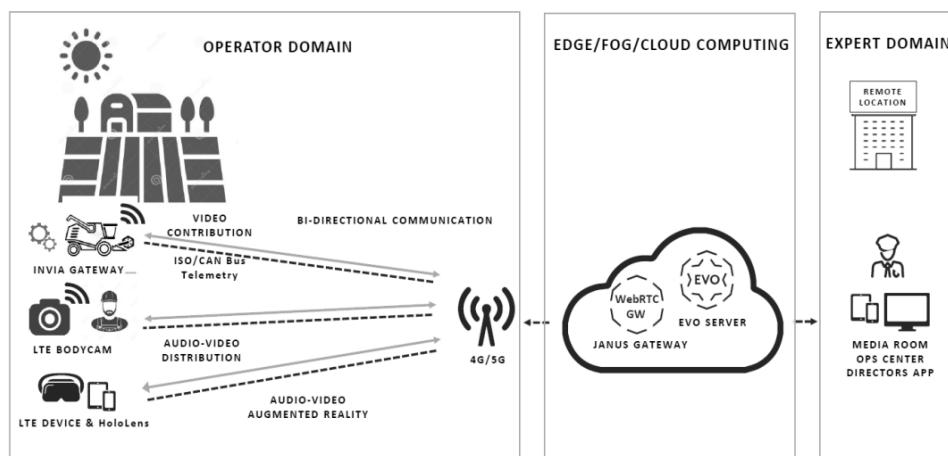 OPERATOR DOMAIN
VIDEO
CONTRIBUTION
BI-DIRECTIONAL COMMUNICATION
ISO/CAN Bus
Telemetry
INVIA GATEWAY
LTE BODYCAM
AUDIO-VIDEO
DISTRIBUTION
4G/5G
AUDIO-VIDEO
AUGMENTED REALITY
LTE DEVICE & HoloLens
EDGE/FOG/CLOUD COMPUTING
WebRTC
GW
EVO
EVO SERVER
JANUS GATEWAY
EXPERT DOMAIN
REMOTE
LOCATION
MEDIA ROOM
OPS CENTER
DIRECTORS APP